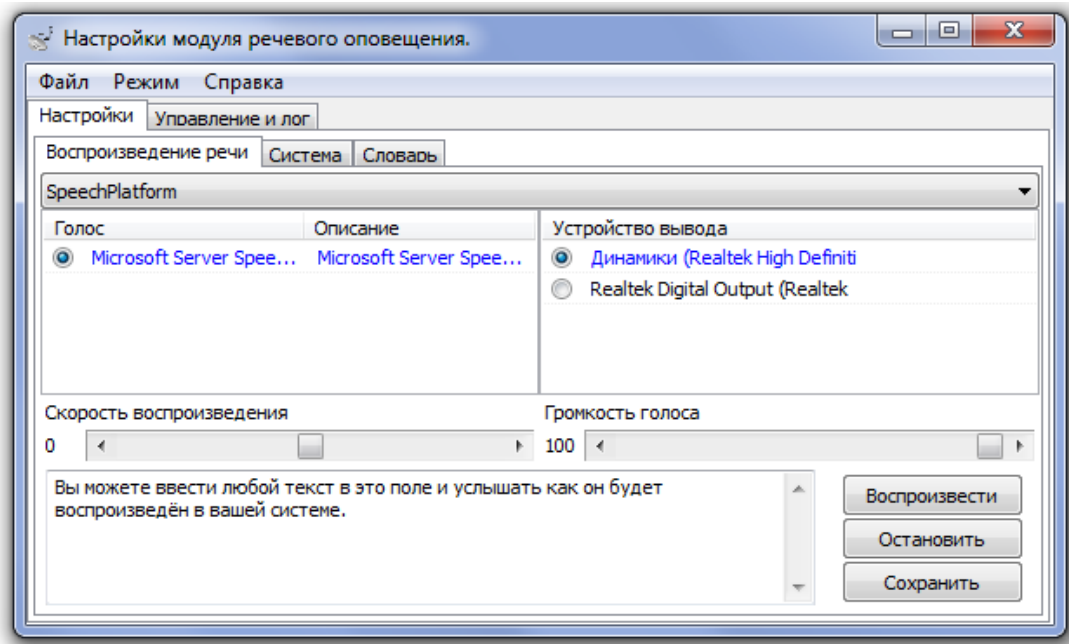 Настройки модуля речевого оповещения.
Файл Режим Справка
Настройки Управление и лог
Воспроизведение речи Система Словарь
SpeechPlatform
Голос Описание Устройство вывода
Microsoft Server Spee... Microsoft Server Spee... Динамики (Realtek High Definiti
Realtek Digital Output (Realtek
Скорость воспроизведения Громкость голоса
0 100
Вы можете ввести любой текст в это поле и услышать как он будет
воспроизведён в вашей системе.
Воспроизвести
Остановить
Сохранить